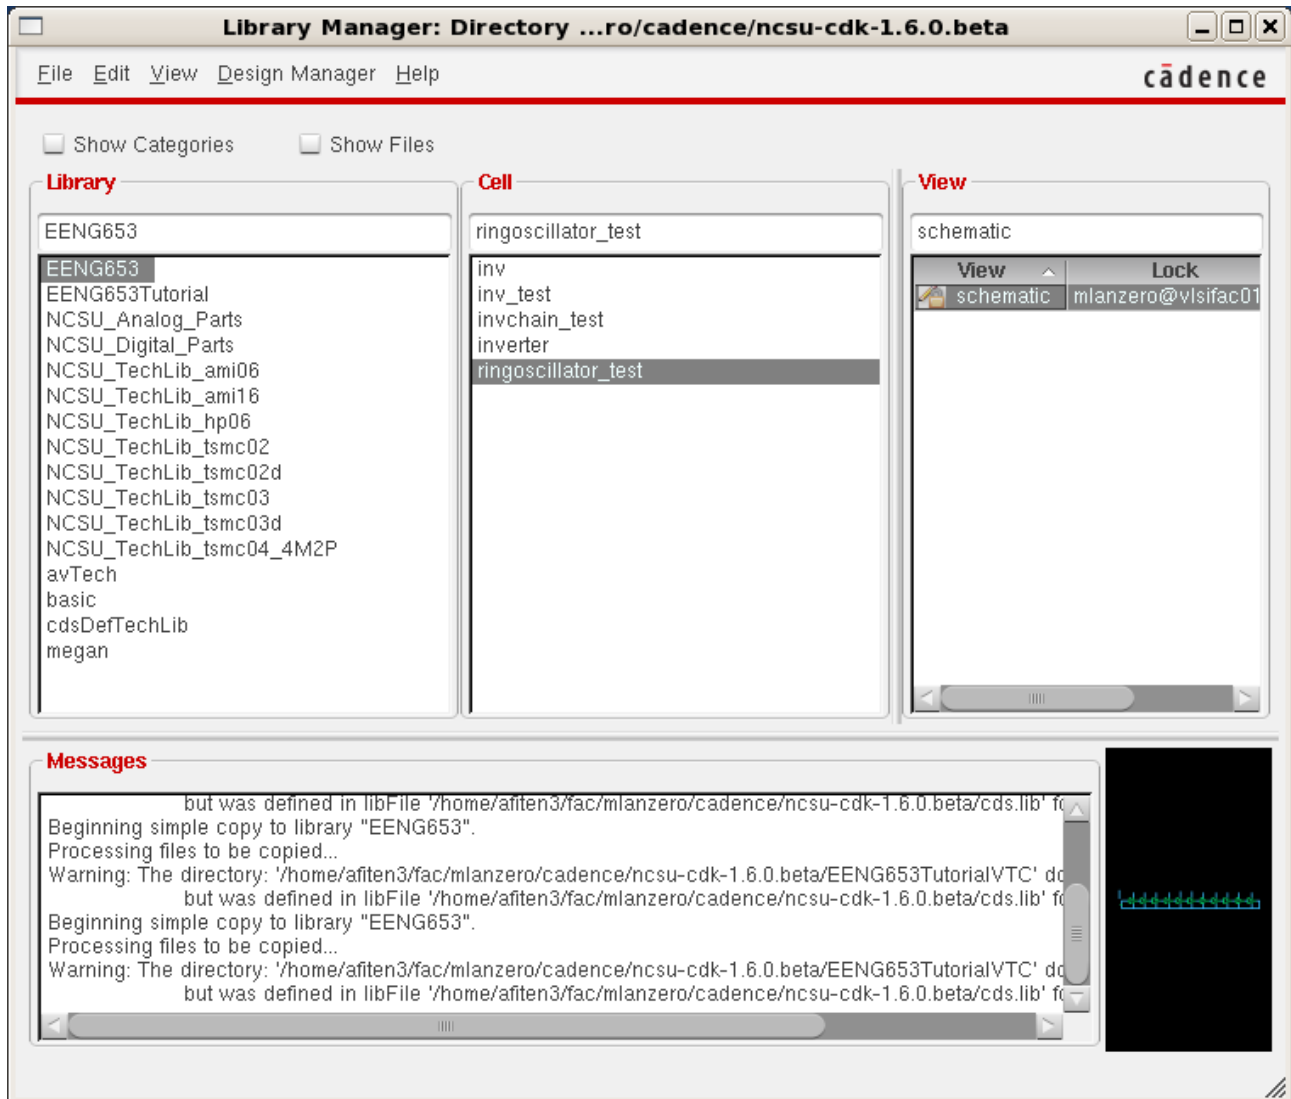 Library Manager: Directory ...ro/cadence/ncsu-cdk-1.6.0.beta
File Edit View Design Manager Help
cādence
Show Categories Show Files
Library
EENG653
EENG653
EENG653Tutorial
NCSU_Analog_Parts
NCSU_Digital_Parts
NCSU_TechLib_ami06
NCSU_TechLib_ami16
NCSU_TechLib_hp06
NCSU_TechLib_tsmc02
NCSU_TechLib_tsmc02d
NCSU_TechLib_tsmc03
NCSU_TechLib_tsmc03d
NCSU_TechLib_tsmc04_4M2P
avTech
basic
cdsDefTechLib
megan
Cell
ringoscillator_test
inv
inv_test
invchain_test
inverter
ringoscillator_test
View
schematic
View Lock
schematic mlanzero@vlsifac01
Messages
but was defined in libFile '/home/afiten3/fac/mlanzero/cadence/ncsu-cdk-1.6.0.beta/cds.lib' fo
Beginning simple copy to library "EENG653".
Processing files to be copied...
Warning: The directory: '/home/afiten3/fac/mlanzero/cadence/ncsu-cdk-1.6.0.beta/EENG653TutorialVTC' do
but was defined in libFile '/home/afiten3/fac/mlanzero/cadence/ncsu-cdk-1.6.0.beta/cds.lib' fo
Beginning simple copy to library "EENG653".
Processing files to be copied...
Warning: The directory: '/home/afiten3/fac/mlanzero/cadence/ncsu-cdk-1.6.0.beta/EENG653TutorialVTC' do
but was defined in libFile '/home/afiten3/fac/mlanzero/cadence/ncsu-cdk-1.6.0.beta/cds.lib' fo